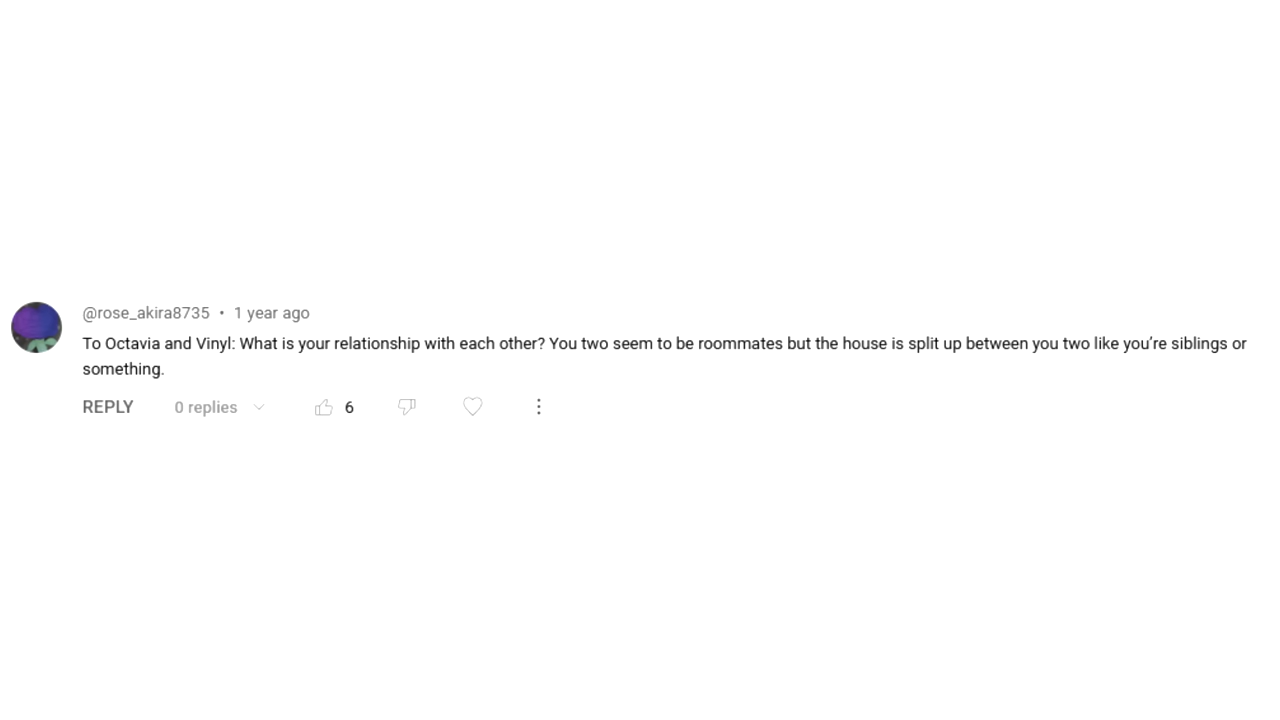 @rose_akira8735 • 1 year ago
To Octavia and Vinyl: What is your relationship with each other? You two seem to be roommates but the house is split up between you two like you’re siblings or
something.
REPLY 0 replies 6